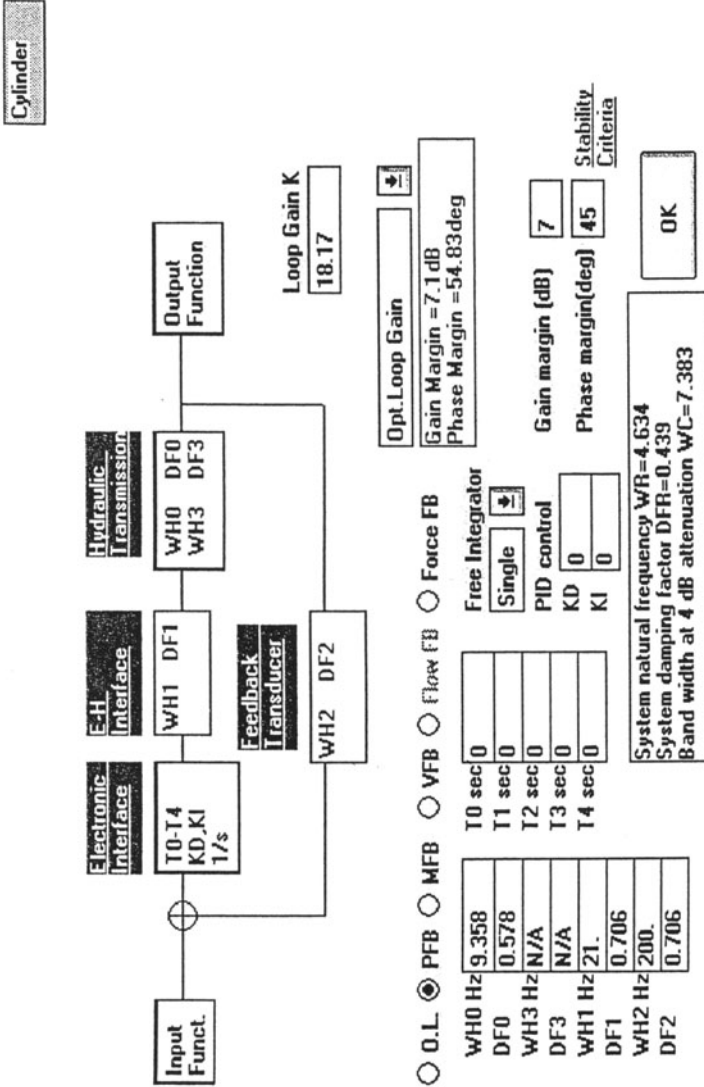 Cylinder
Electronic
Interface
E-H
Interface
Hydraulic
Transmission
Input
Funct.
T0-T4
KD,KI
1/s
WH1 DF1
WH0 DF0
WH3 DF3
Output
Function
Feedback
Transducer
WH2 DF2
Loop Gain K
18.17
O.L. PFB MFB VFB Flow FB Force FB
Opt.Loop Gain
Gain Margin =7.1dB
Phase Margin =54.83deg
WH0 Hz 9.358
DF0 0.578
WH3 Hz N/A
DF3 N/A
WH1 Hz 21.
DF1 0.706
WH2 Hz 200.
DF2 0.706
T0 sec 0
T1 sec 0
T2 sec 0
T3 sec 0
T4 sec 0
Free Integrator
Single
PID control
KD 0
KI 0
Gain margin (dB) 7
Phase margin(deg) 45
Stability
Criteria
System natural frequency WR=4.634
System damping factor DFR=0.439
Band width at 4 dB attenuation WC=7.383
OK